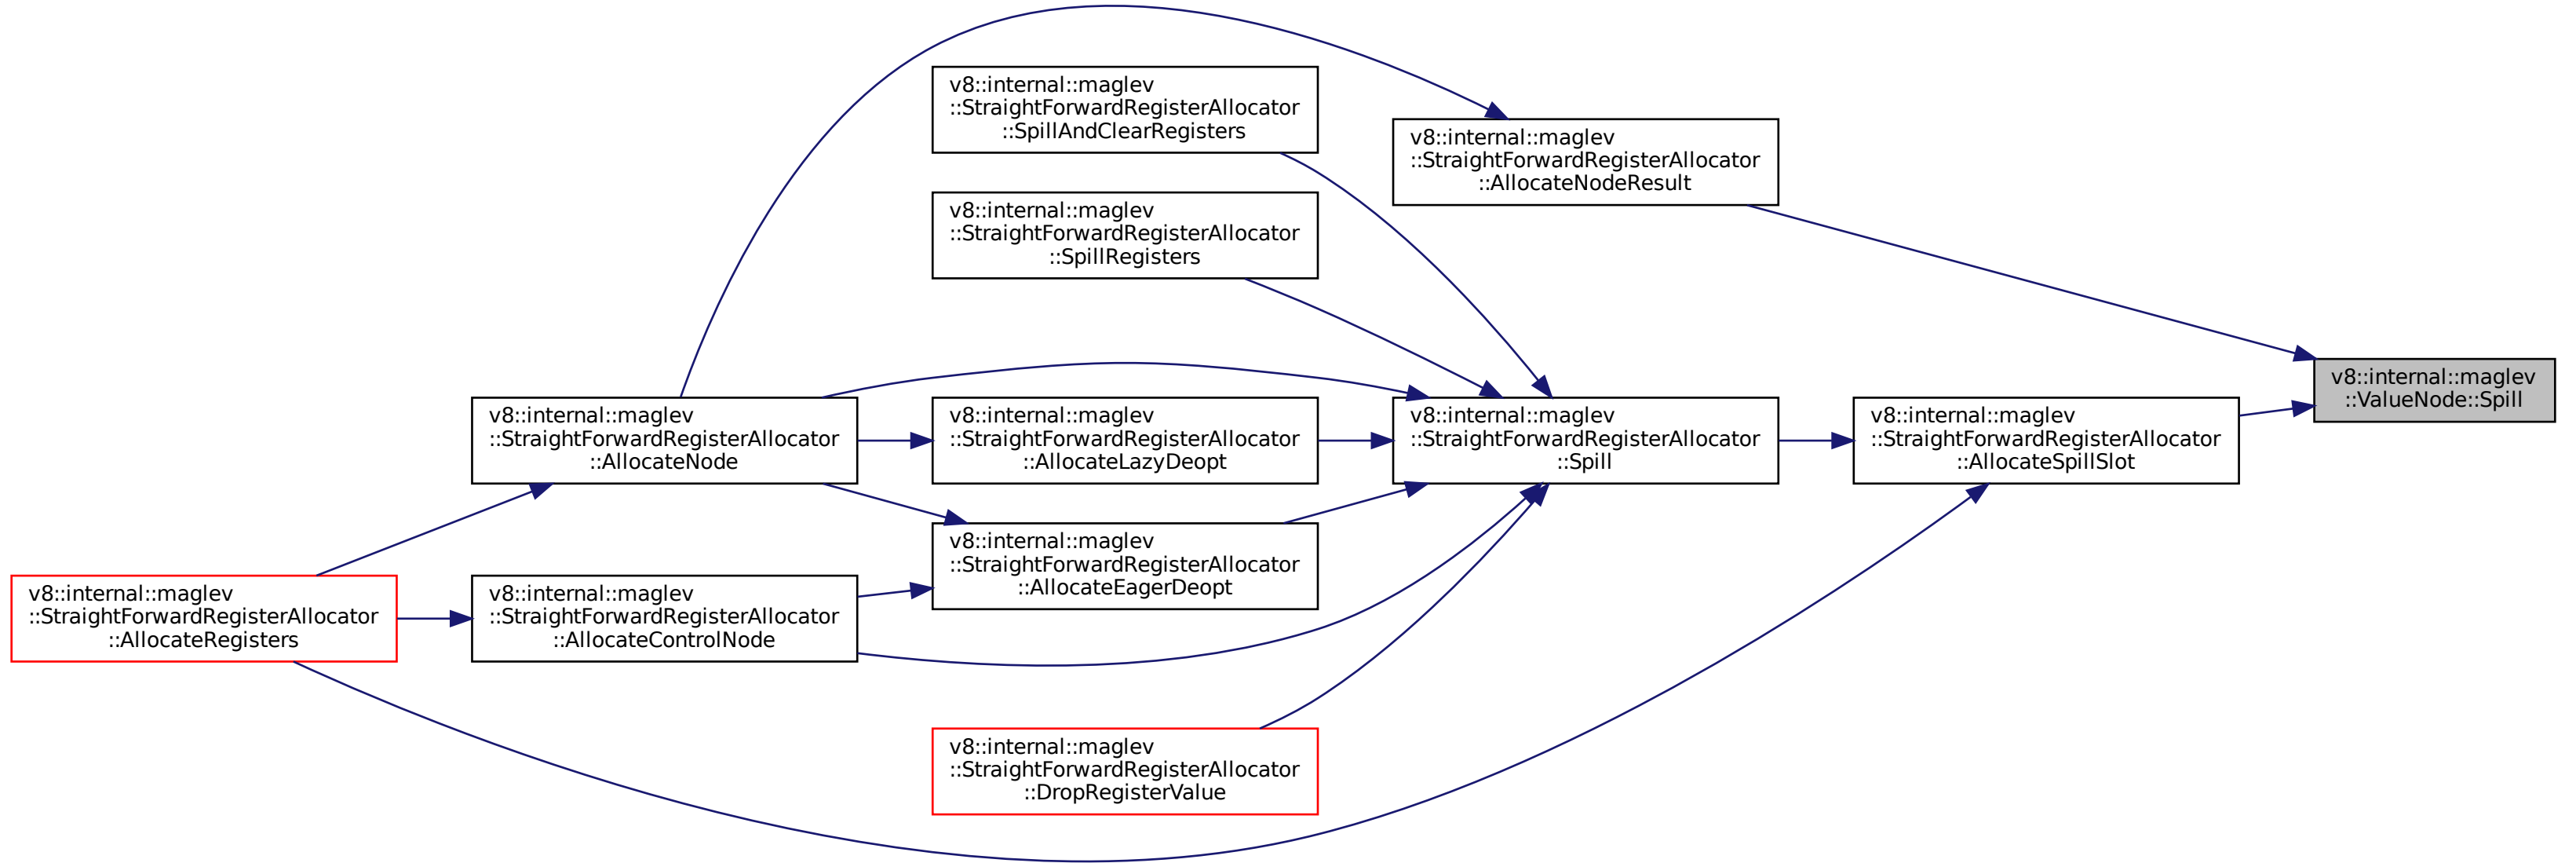 v8::internal::maglev
::StraightForwardRegisterAllocator
::SpillAndClearRegisters
v8::internal::maglev
::StraightForwardRegisterAllocator
::AllocateNodeResult
v8::internal::maglev
::StraightForwardRegisterAllocator
::SpillRegisters
v8::internal::maglev
::ValueNode::Spill
v8::internal::maglev
::StraightForwardRegisterAllocator
::AllocateNode
v8::internal::maglev
::StraightForwardRegisterAllocator
::AllocateLazyDeopt
v8::internal::maglev
::StraightForwardRegisterAllocator
::Spill
v8::internal::maglev
::StraightForwardRegisterAllocator
::AllocateSpillSlot
v8::internal::maglev
::StraightForwardRegisterAllocator
::AllocateEagerDeopt
v8::internal::maglev
::StraightForwardRegisterAllocator
::AllocateRegisters
v8::internal::maglev
::StraightForwardRegisterAllocator
::AllocateControlNode
v8::internal::maglev
::StraightForwardRegisterAllocator
::DropRegisterValue